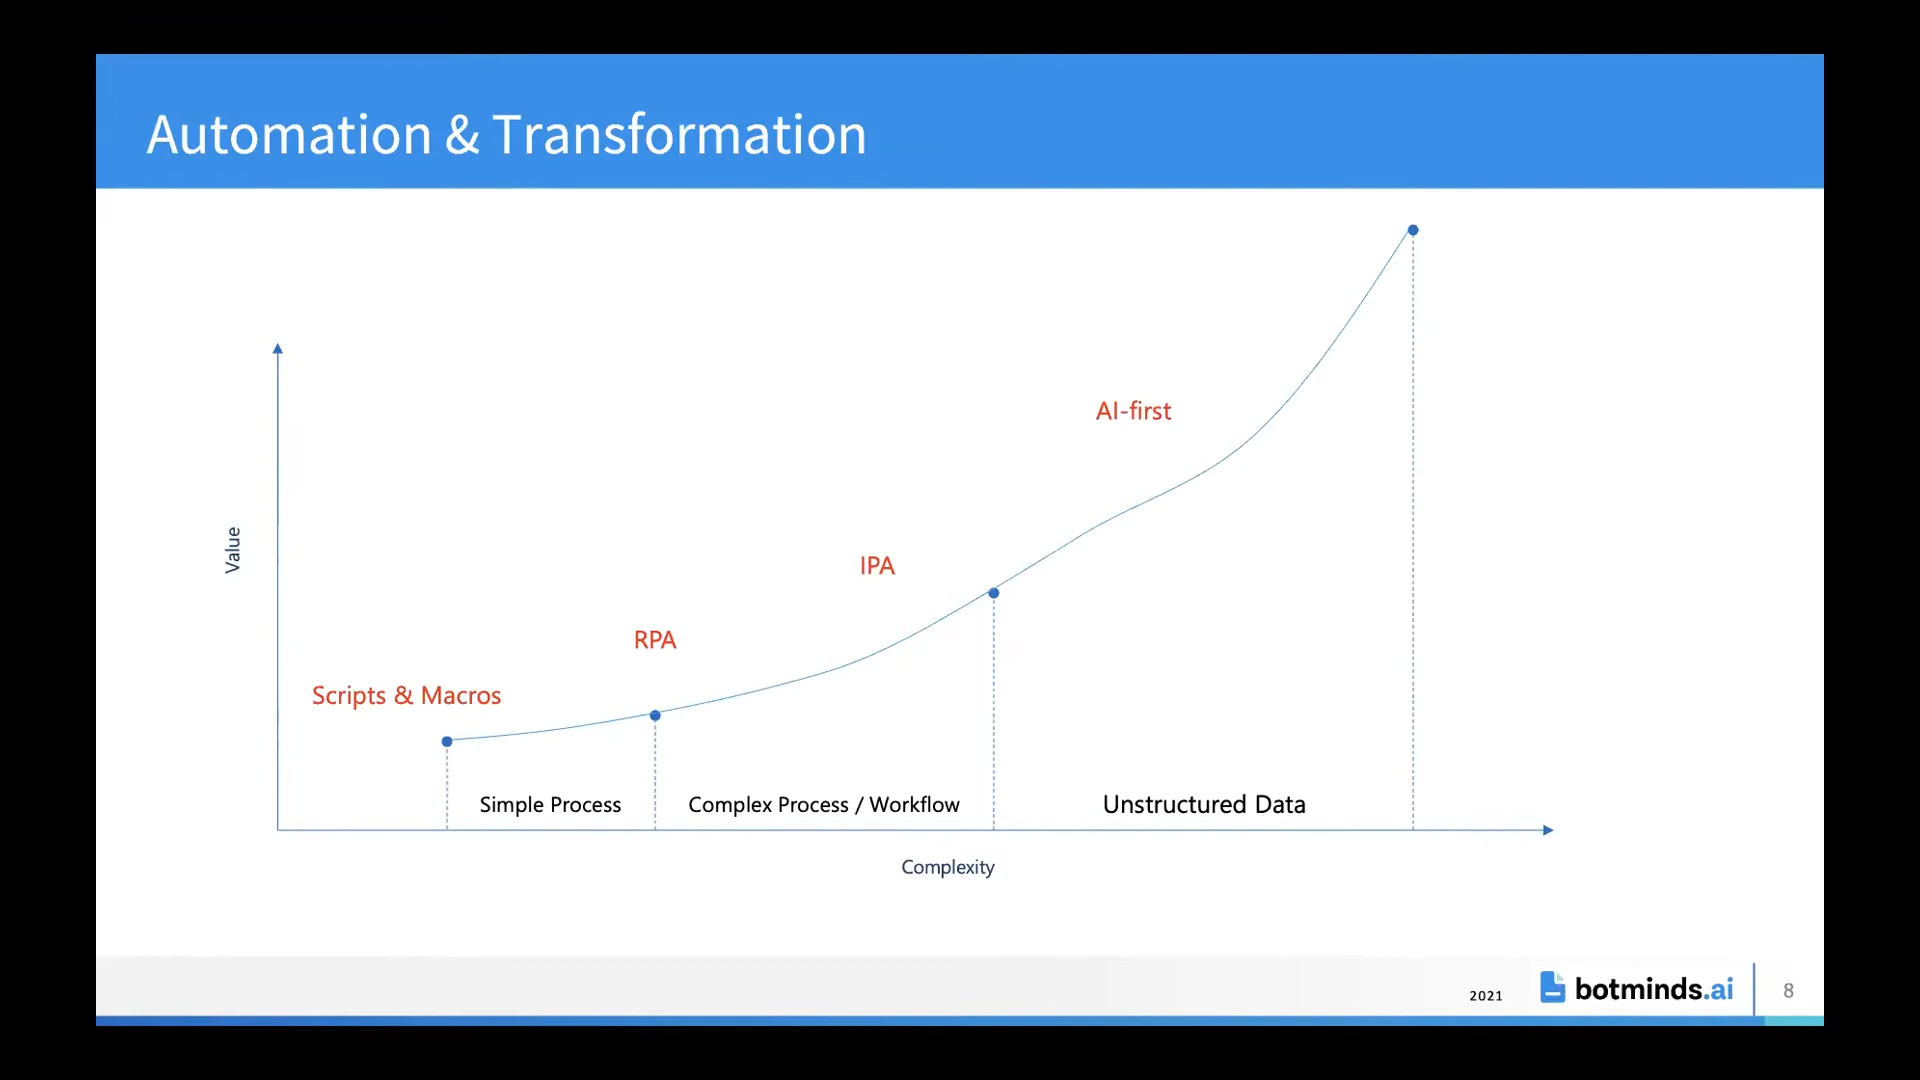 Automation & Transformation
AI-first
Value
IPA
RPA
Scripts & Macros
Simple Process
Complex Process / Workflow
Unstructured Data
Complexity
2021
botminds.ai
8